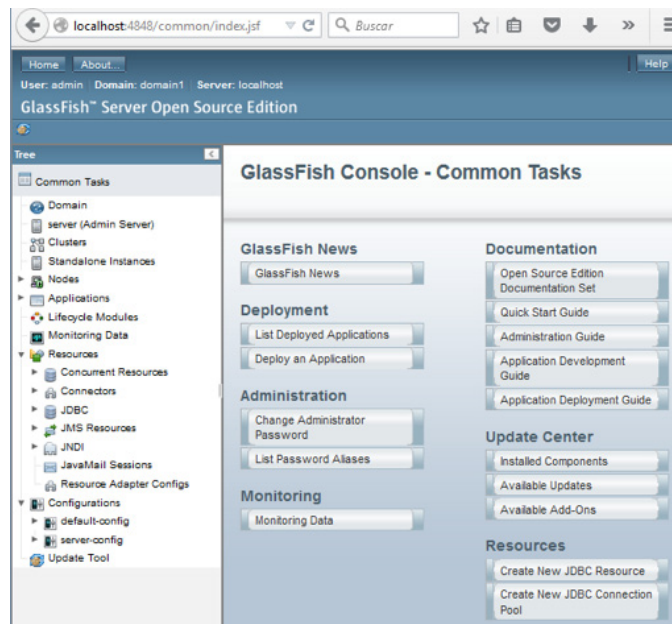 localhost:4848/common/index.jsf
Buscar
Home About... Help
User: admin Domain: domain1 Server: localhost
GlassFish™ Server Open Source Edition
Tree
Common Tasks
Domain
server (Admin Server)
Clusters
Standalone Instances
Nodes
Applications
Lifecycle Modules
Monitoring Data
Resources
Concurrent Resources
Connectors
JDBC
JMS Resources
JNDI
JavaMail Sessions
Resource Adapter Configs
Configurations
default-config
server-config
Update Tool
GlassFish Console - Common Tasks
GlassFish News
GlassFish News
Deployment
List Deployed Applications
Deploy an Application
Administration
Change Administrator
Password
List Password Aliases
Monitoring
Monitoring Data
Documentation
Open Source Edition
Documentation Set
Quick Start Guide
Administration Guide
Application Development
Guide
Application Deployment Guide
Update Center
Installed Components
Available Updates
Available Add-Ons
Resources
Create New JDBC Resource
Create New JDBC Connection
Pool